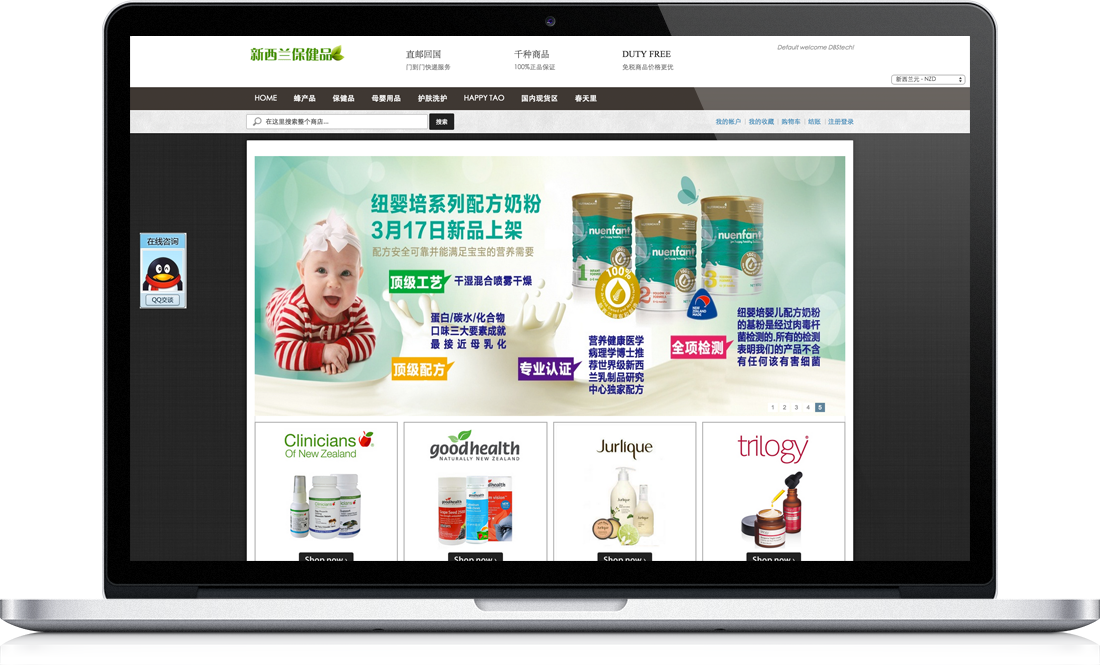 Default welcome DBStech!
新西兰保健品
直邮回国
门到门快递服务
千种商品
100%正品保证
DUTY FREE
免税商品价格更优
新西兰元 - NZD
HOME 蜂产品 保健品 母婴用品 护肤洗护 HAPPY TAO 国内现货区 春天里
在这里搜索整个商店...
搜索
我的帐户 我的收藏 购物车 结账 注册登录
在线咨询
QQ交谈
纽婴培系列配方奶粉
3月17日新品上架
配方安全可靠并能满足宝宝的营养需要
顶级工艺
干湿混合喷雾干燥
蛋白/碳水/化合物
口味三大要素成就
最接近母乳化
顶级配方
专业认证
营养健康医学
病理学博士推
荐世界级新西
兰乳制品研究
中心独家配方
全项检测
纽婴培婴儿配方奶粉
的基粉是经过肉毒杆
菌检测的.所有的检测
表明我们的产品不含
有任何该有害细菌
nuenfant
1
nuenfant
2
nuenfant
3
100%
1 2 3 4 5
Clinicians
Of New Zealand
goodhealth
NATURALLY NEW ZEALAND
Jurlique
trilogy
Shop now ›
Shop now ›
Shop now ›
Shop now ›